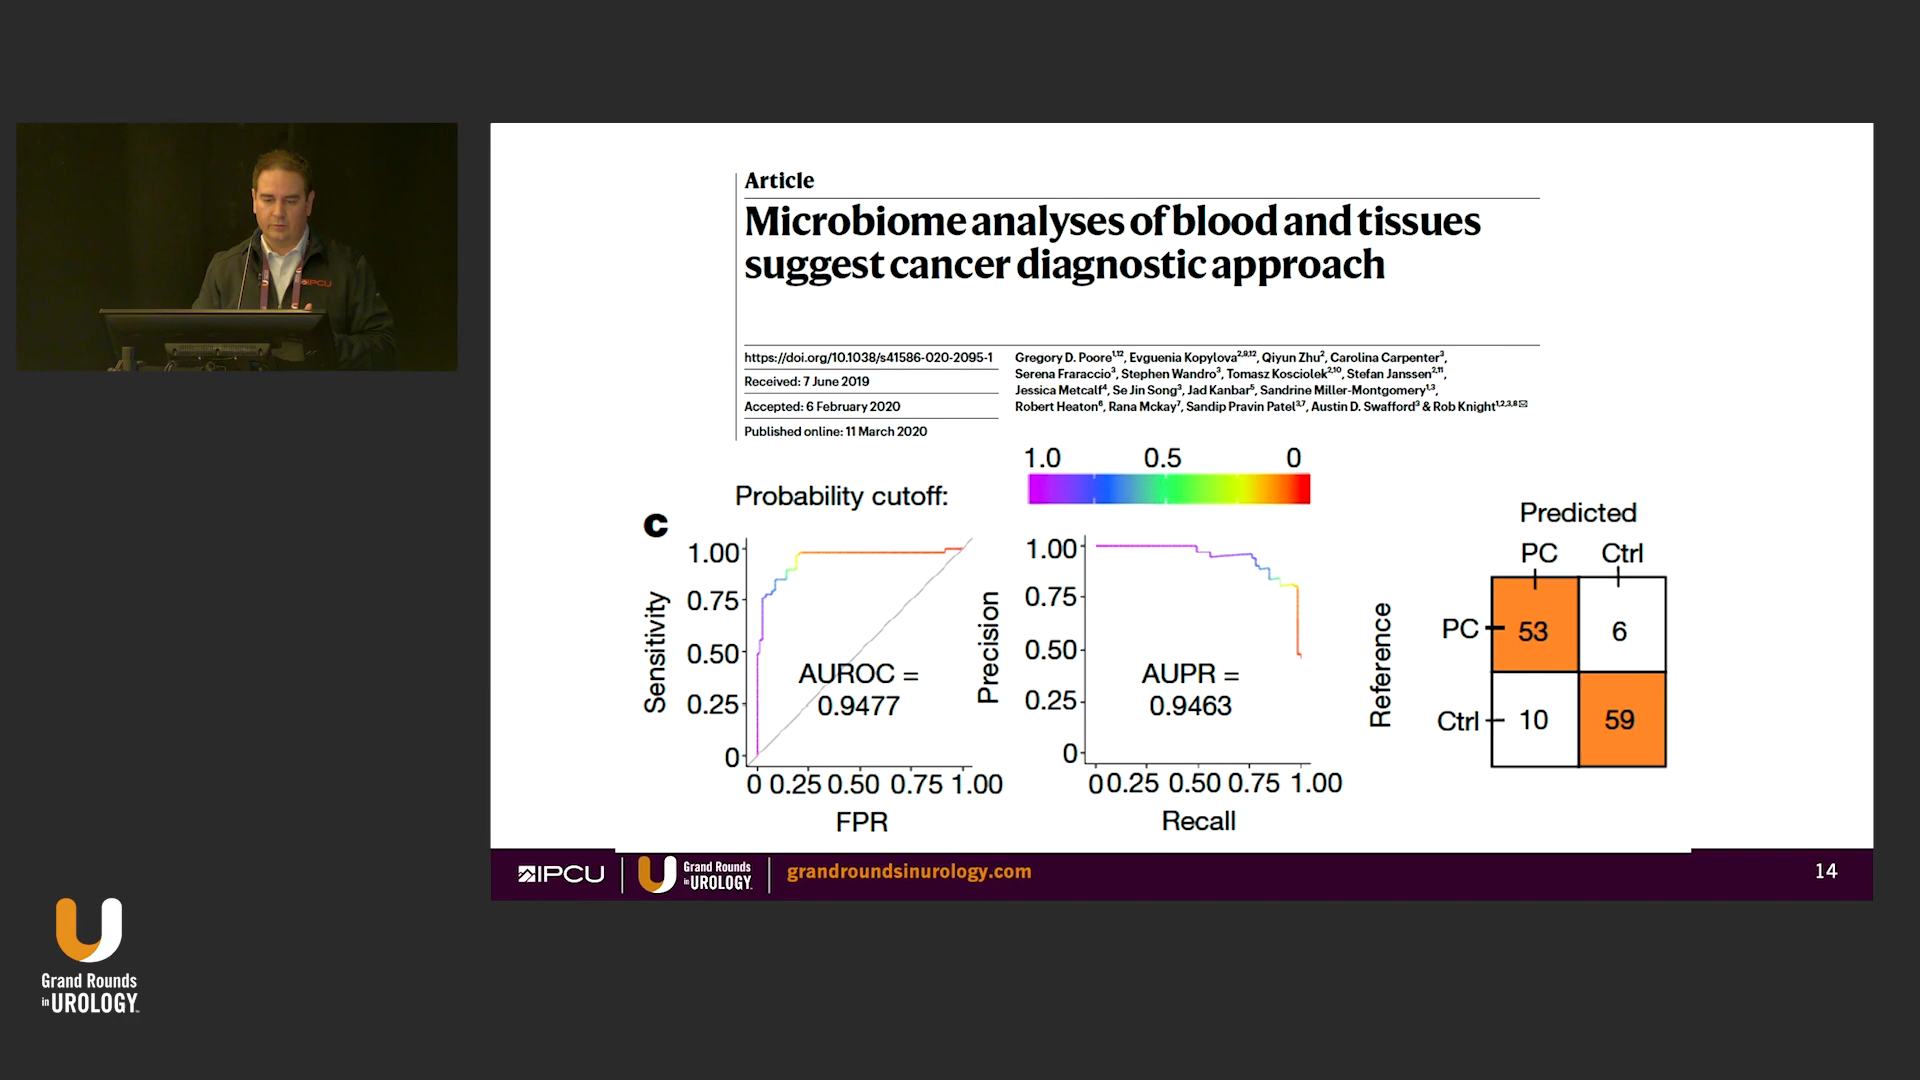 IPCU
Article
Microbiome analyses of blood and tissues
suggest cancer diagnostic approach
https://doi.org/10.1038/s41586-020-2095-1
Received: 7 June 2019
Accepted: 6 February 2020
Published online: 11 March 2020
Gregory D. Poore1,12, Evguenia Kopylova2,9,12, Qiyun Zhu2, Carolina Carpenter3,
Serena Fraraccio3, Stephen Wandro3, Tomasz Kosciolek2,10, Stefan Janssen2,11,
Jessica Metcalf4, Se Jin Song3, Jad Kanbar5, Sandrine Miller-Montgomery1,3,
Robert Heaton6, Rana Mckay7, Sandip Pravin Patel3,7, Austin D. Swafford3 & Rob Knight1,2,3,8✉
1.0 0.5 0
Probability cutoff:
c
Sensitivity
1.00
0.75
0.50
0.25
0
AUROC =
0.9477
0 0.25 0.50 0.75 1.00
FPR
Precision
1.00
0.75
0.50
0.25
0
AUPR =
0.9463
0 0.25 0.50 0.75 1.00
Recall
Predicted
PC Ctrl
Reference
PC 53 6
Ctrl 10 59
IPCU
Grand Rounds
in UROLOGY
grandroundsinurology.com
14
Grand Rounds
in UROLOGY